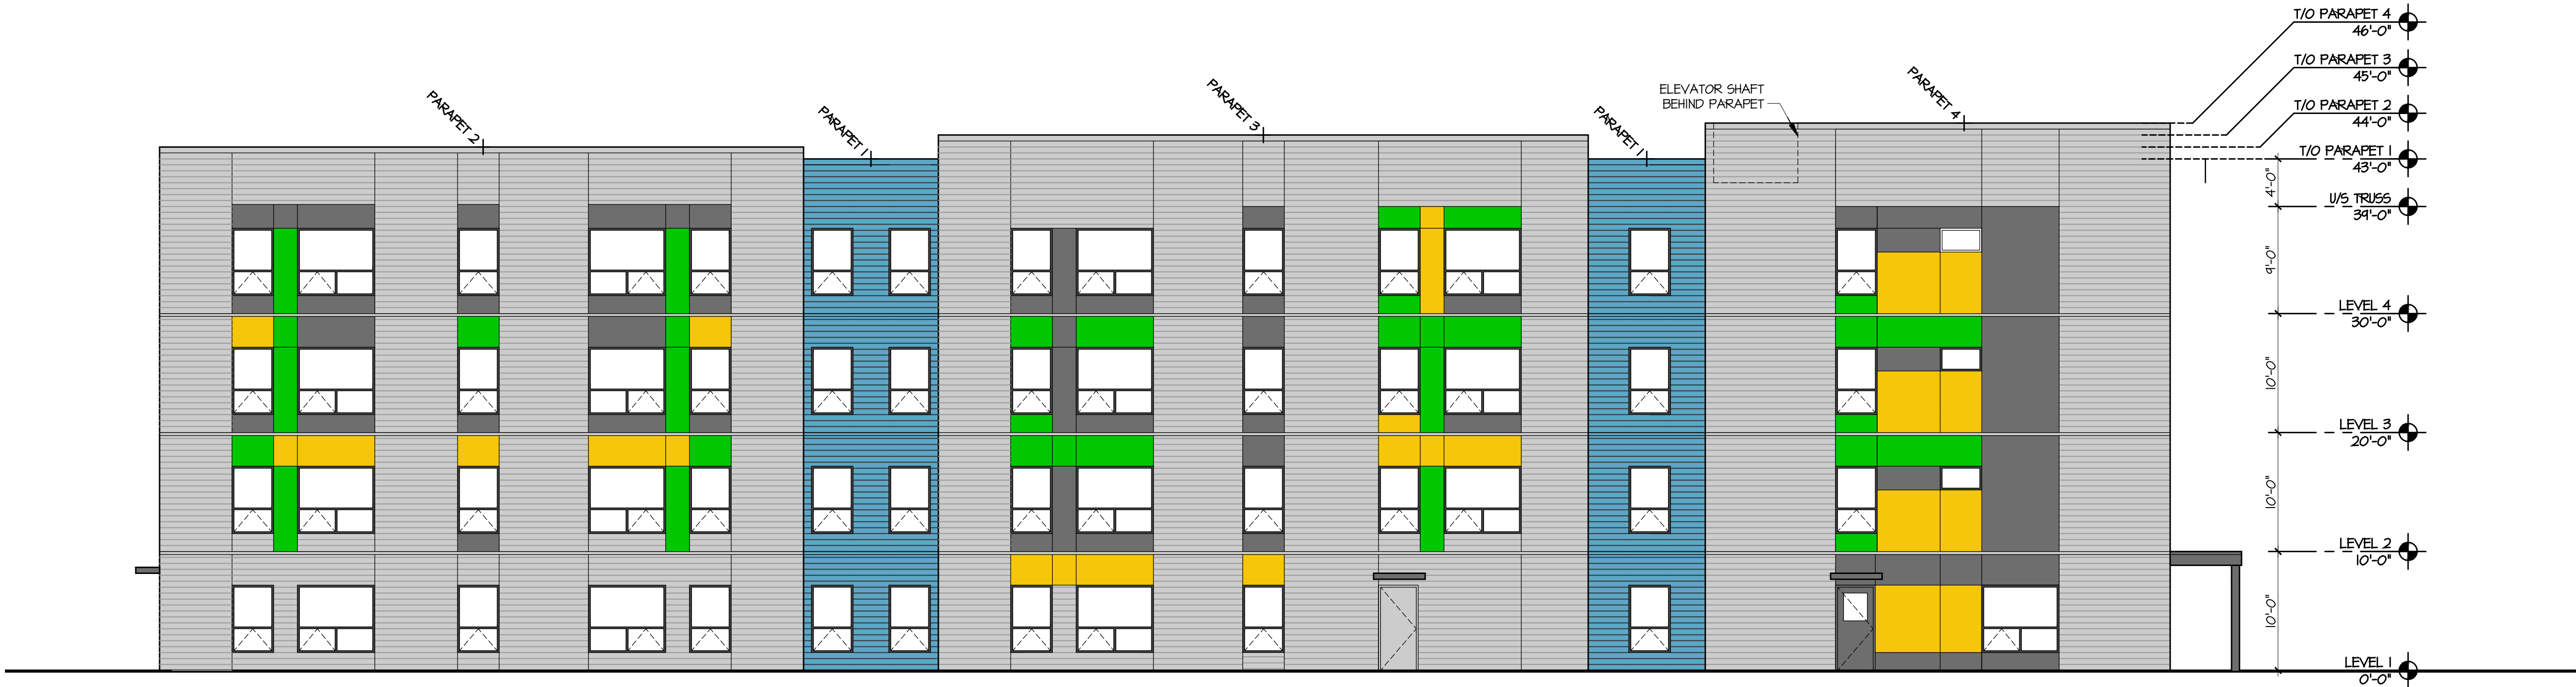 T/O PARAPET 4
46'-0"
T/O PARAPET 3
45'-0"
T/O PARAPET 2
44'-0"
T/O PARAPET 1
43'-0"
4'-0"
U/S TRUSS
39'-0"
9'-0"
LEVEL 4
30'-0"
10'-0"
LEVEL 3
20'-0"
10'-0"
LEVEL 2
10'-0"
10'-0"
LEVEL 1
0'-0"
PARAPET 2
PARAPET 1
PARAPET 3
PARAPET 1
ELEVATOR SHAFT
BEHIND PARAPET
PARAPET 4